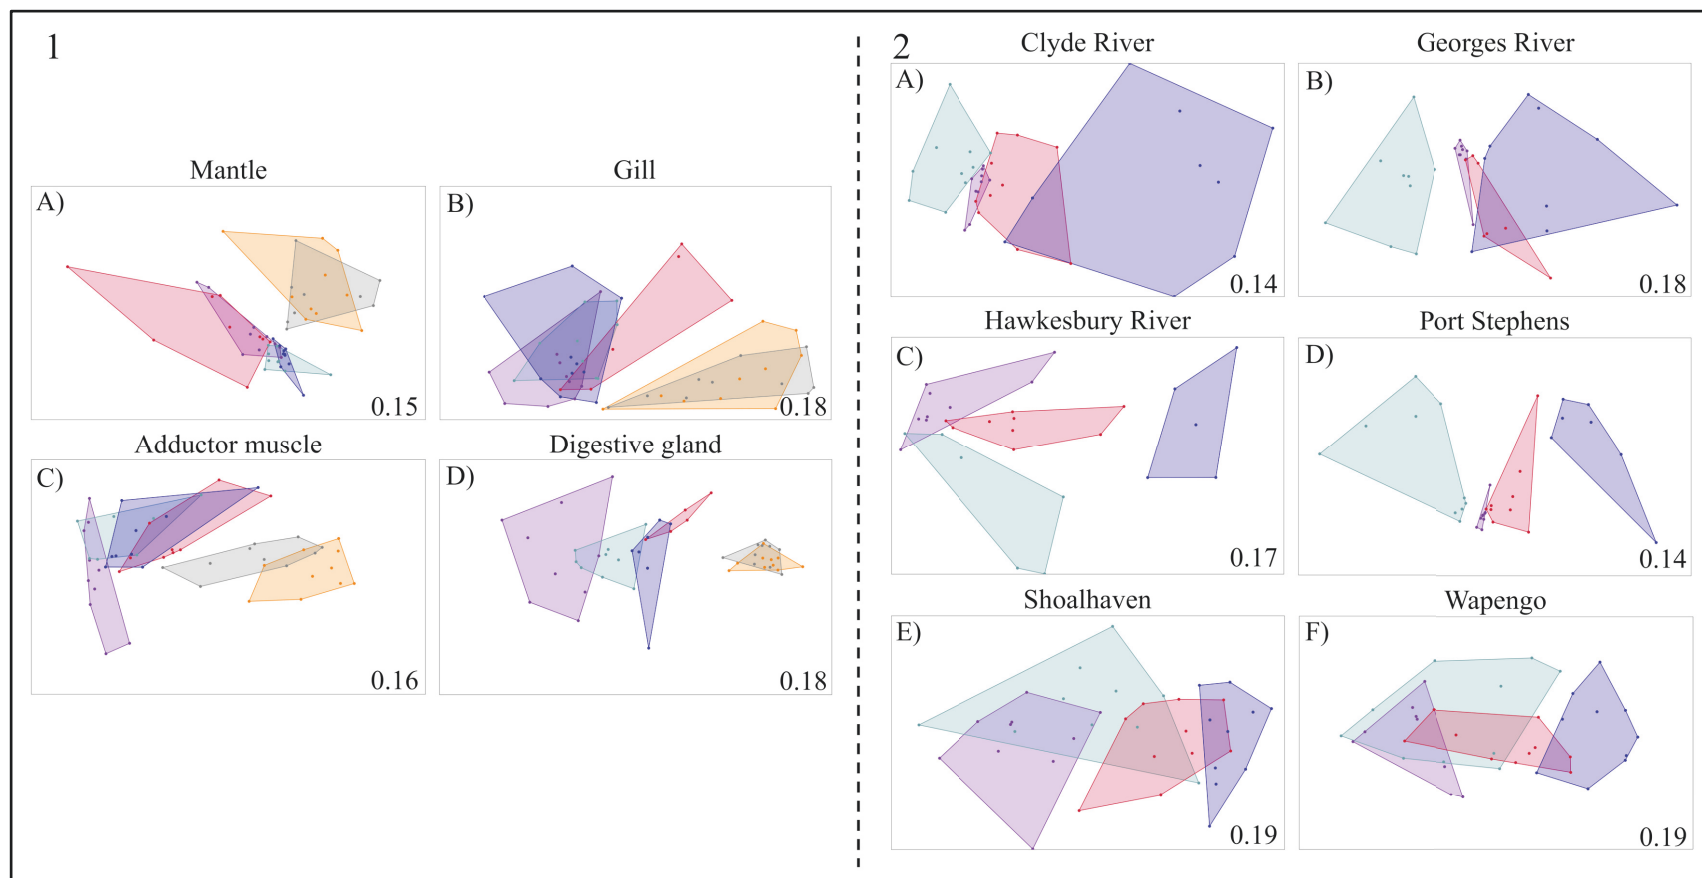 1
Mantle
Gill
A)
0.15
B)
0.18
Adductor muscle
Digestive gland
C)
0.16
D)
0.18
2
Clyde River
Georges River
A)
0.14
B)
0.18
Hawkesbury River
Port Stephens
C)
0.17
D)
0.14
Shoalhaven
Wapengo
E)
0.19
F)
0.19